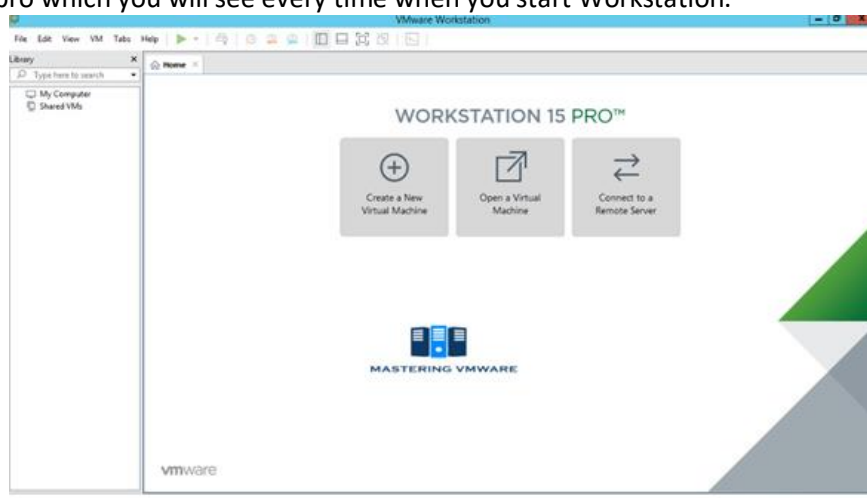 pro which you will see every time when you start Workstation.
VMware Workstation
File Edit View VM Tabs Help
Library
Home
Type here to search
My Computer
Shared VMs
WORKSTATION 15 PRO™
Create a New
Virtual Machine
Open a Virtual
Machine
Connect to a
Remote Server
MASTERING VMWARE
vmware